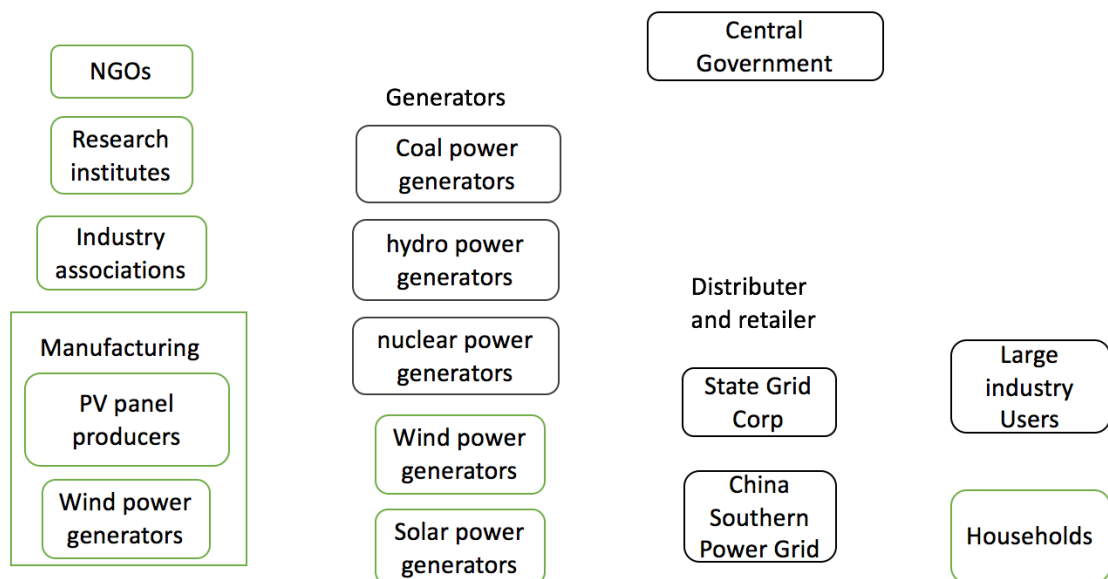 NGOs
Research
institutes
Industry
associations
Manufacturing
PV panel
producers
Wind power
generators
Generators
Coal power
generators
hydro power
generators
nuclear power
generators
Wind power
generators
Solar power
generators
Central
Government
Distributer
and retailer
State Grid
Corp
China
Southern
Power Grid
Large
industry
Users
Households